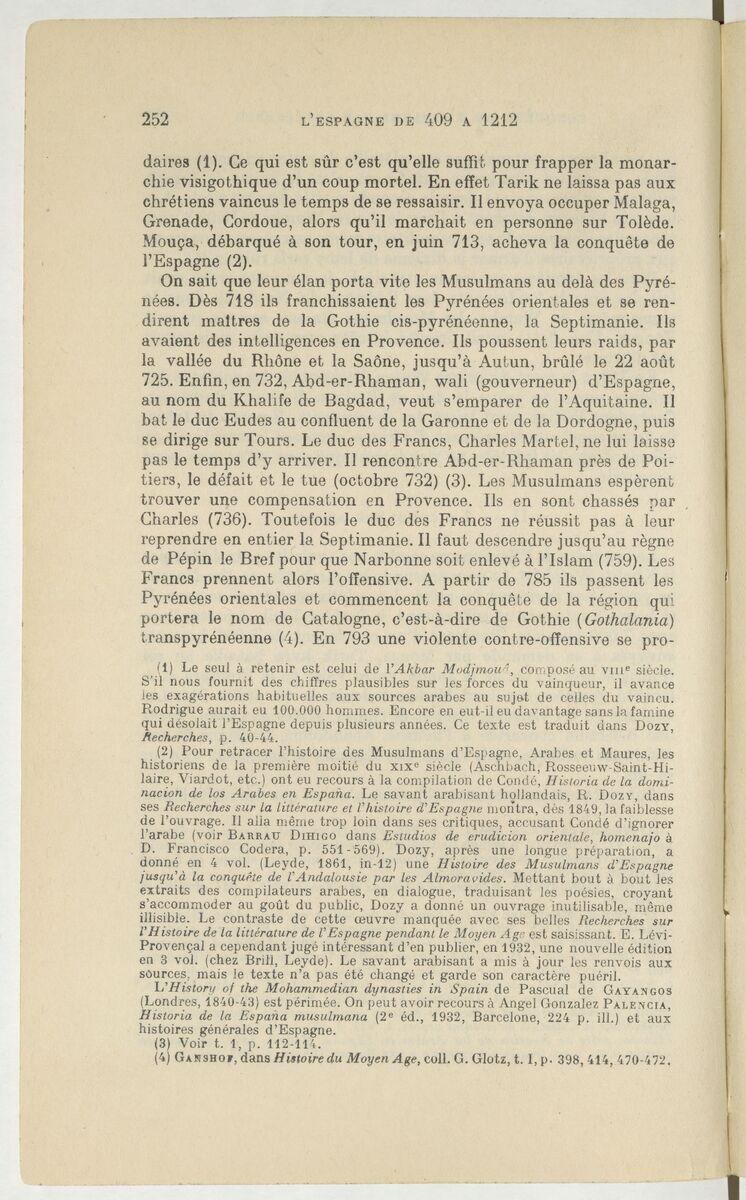 252 L'ESPAGNE DE 409 A 1212
daires (1). Ce qui est sûr c'est qu'elle suffit pour frapper la monar-
chie visigothique d'un coup mortel. En effet Tarik ne laissa pas aux
chrétiens vaincus le temps de se ressaisir. Il envoya occuper Malaga,
Grenade, Cordoue, alors qu'il marchait en personne sur Tolède.
Mouça, débarqué à son tour, en juin 713, acheva la conquête de
l'Espagne (2).
On sait que leur élan porta vite les Musulmans au delà des Pyré-
nées. Dès 718 ils franchissaient les Pyrénées orientales et se ren-
dirent maîtres de la Gothie cis-pyrénéenne, la Septimanie. Ils
avaient des intelligences en Provence. Ils poussent leurs raids, par
la vallée du Rhône et la Saône, jusqu'à Autun, brûlé le 22 août
725. Enfin, en 732, Abd-er-Rhaman, wali (gouverneur) d'Espagne,
au nom du Khalife de Bagdad, veut s'emparer de l'Aquitaine. Il
bat le duc Eudes au confluent de la Garonne et de la Dordogne, puis
se dirige sur Tours. Le duc des Francs, Charles Martel, ne lui laisse
pas le temps d'y arriver. Il rencontre Abd-er-Rhaman près de Poi-
tiers, le défait et le tue (octobre 732) (3). Les Musulmans espèrent
trouver une compensation en Provence. Ils en sont chassés par
Charles (736). Toutefois le duc des Francs ne réussit pas à leur
reprendre en entier la Septimanie. Il faut descendre jusqu'au règne
de Pépin le Bref pour que Narbonne soit enlevé à l'Islam (759). Les
Francs prennent alors l'offensive. A partir de 785 ils passent les
Pyrénées orientales et commencent la conquête de la région qui
portera le nom de Catalogne, c'est-à-dire de Gothie (Gothalania)
transpyrénéenne (4). En 793 une violente contre-offensive se pro-
(1) Le seul à retenir est celui de l'Akbar Modjmouʿ, composé au VIIIe siècle.
S'il nous fournit des chiffres plausibles sur les forces du vainqueur, il avance
les exagérations habituelles aux sources arabes au sujet de celles du vaincu.
Rodrigue aurait eu 100.000 hommes. Encore en eut-il eu davantage sans la famine
qui désolait l'Espagne depuis plusieurs années. Ce texte est traduit dans DOZY,
Recherches, p. 40-44.
(2) Pour retracer l'histoire des Musulmans d'Espagne, Arabes et Maures, les
historiens de la première moitié du XIXe siècle (Aschbach, Rosseeuw-Saint-Hi-
laire, Viardot, etc.) ont eu recours à la compilation de Condé, Historia de la domi-
nacion de los Arabes en España. Le savant arabisant hollandais, R. DOZY, dans
ses Recherches sur la littérature et l'histoire d'Espagne montra, dès 1849, la faiblesse
de l'ouvrage. Il alla même trop loin dans ses critiques, accusant Condé d'ignorer
l'arabe (voir BARRAU DIHIGO dans Estudios de erudicion orientale, homenajo à
D. Francisco Codera, p. 551-569). Dozy, après une longue préparation, a
donné en 4 vol. (Leyde, 1861, in-12) une Histoire des Musulmans d'Espagne
jusqu'à la conquête de l'Andalousie par les Almoravides. Mettant bout à bout les
extraits des compilateurs arabes, en dialogue, traduisant les poésies, croyant
s'accommoder au goût du public, Dozy a donné un ouvrage inutilisable, même
illisible. Le contraste de cette œuvre manquée avec ses belles Recherches sur
l'Histoire de la littérature de l'Espagne pendant le Moyen Age est saisissant. E. Lévi-
Provençal a cependant jugé intéressant d'en publier, en 1932, une nouvelle édition
en 3 vol. (chez Brill, Leyde). Le savant arabisant a mis à jour les renvois aux
sources, mais le texte n'a pas été changé et garde son caractère puéril.
L'History of the Mohammedian dynasties in Spain de Pascual de GAYANGOS
(Londres, 1840-43) est périmée. On peut avoir recours à Angel Gonzalez PALENCIA,
Historia de la España musulmana (2e éd., 1932, Barcelone, 224 p. ill.) et aux
histoires générales d'Espagne.
(3) Voir t. 1, p. 112-114.
(4) GANSHOF, dans Histoire du Moyen Age, coll. G. Glotz, t. I, p. 398, 414, 470-472.